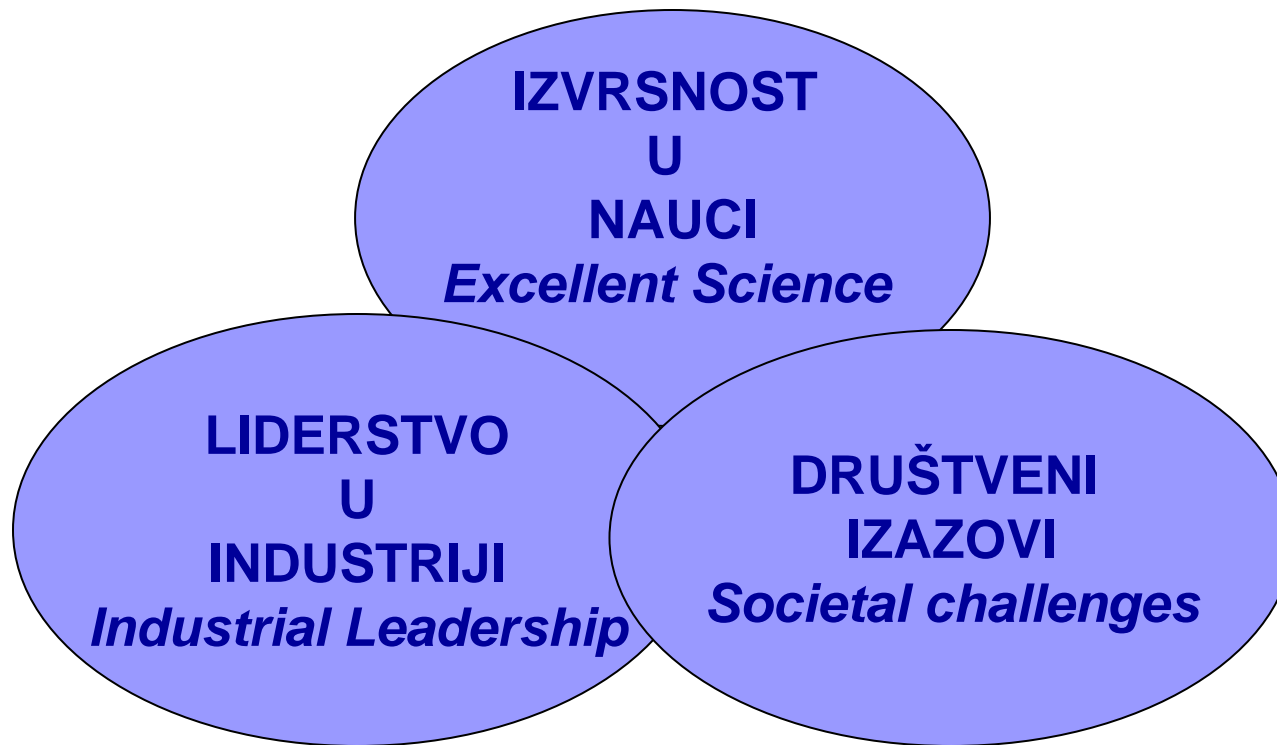 IZVRSNOST
U
NAUCI
Excellent Science
LIDERSTVO
U
INDUSTRIJI
Industrial Leadership
DRUŠTVENI
IZAZOVI
Societal challenges